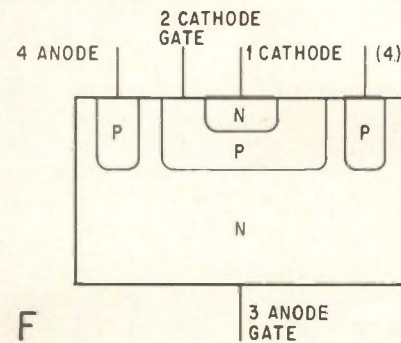 2 CATHODE
GATE
4 ANODE
1 CATHODE
(4)
P
N
P
P
N
F
3 ANODE
GATE